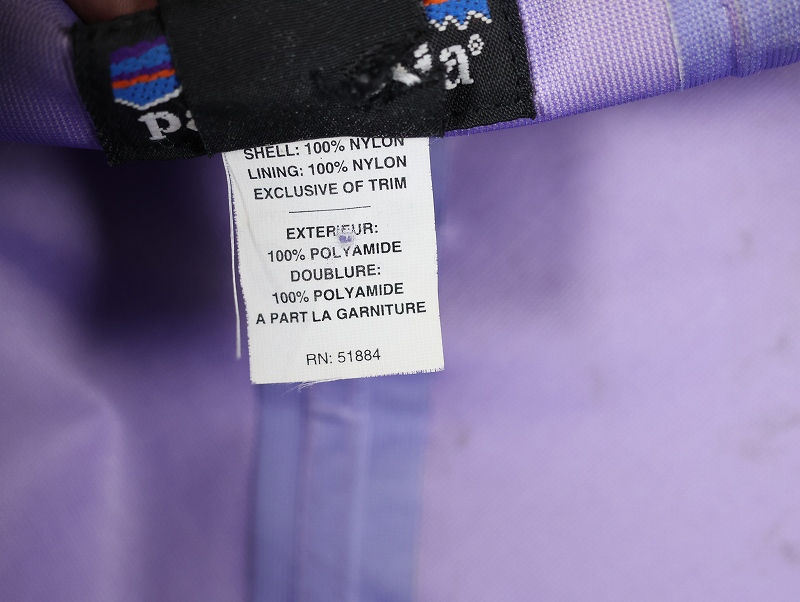 pa a®
SHELL: 100% NYLON
LINING: 100% NYLON
EXCLUSIVE OF TRIM
EXTERIEUR:
100% POLYAMIDE
DOUBLURE:
100% POLYAMIDE
A PART LA GARNITURE
RN: 51884